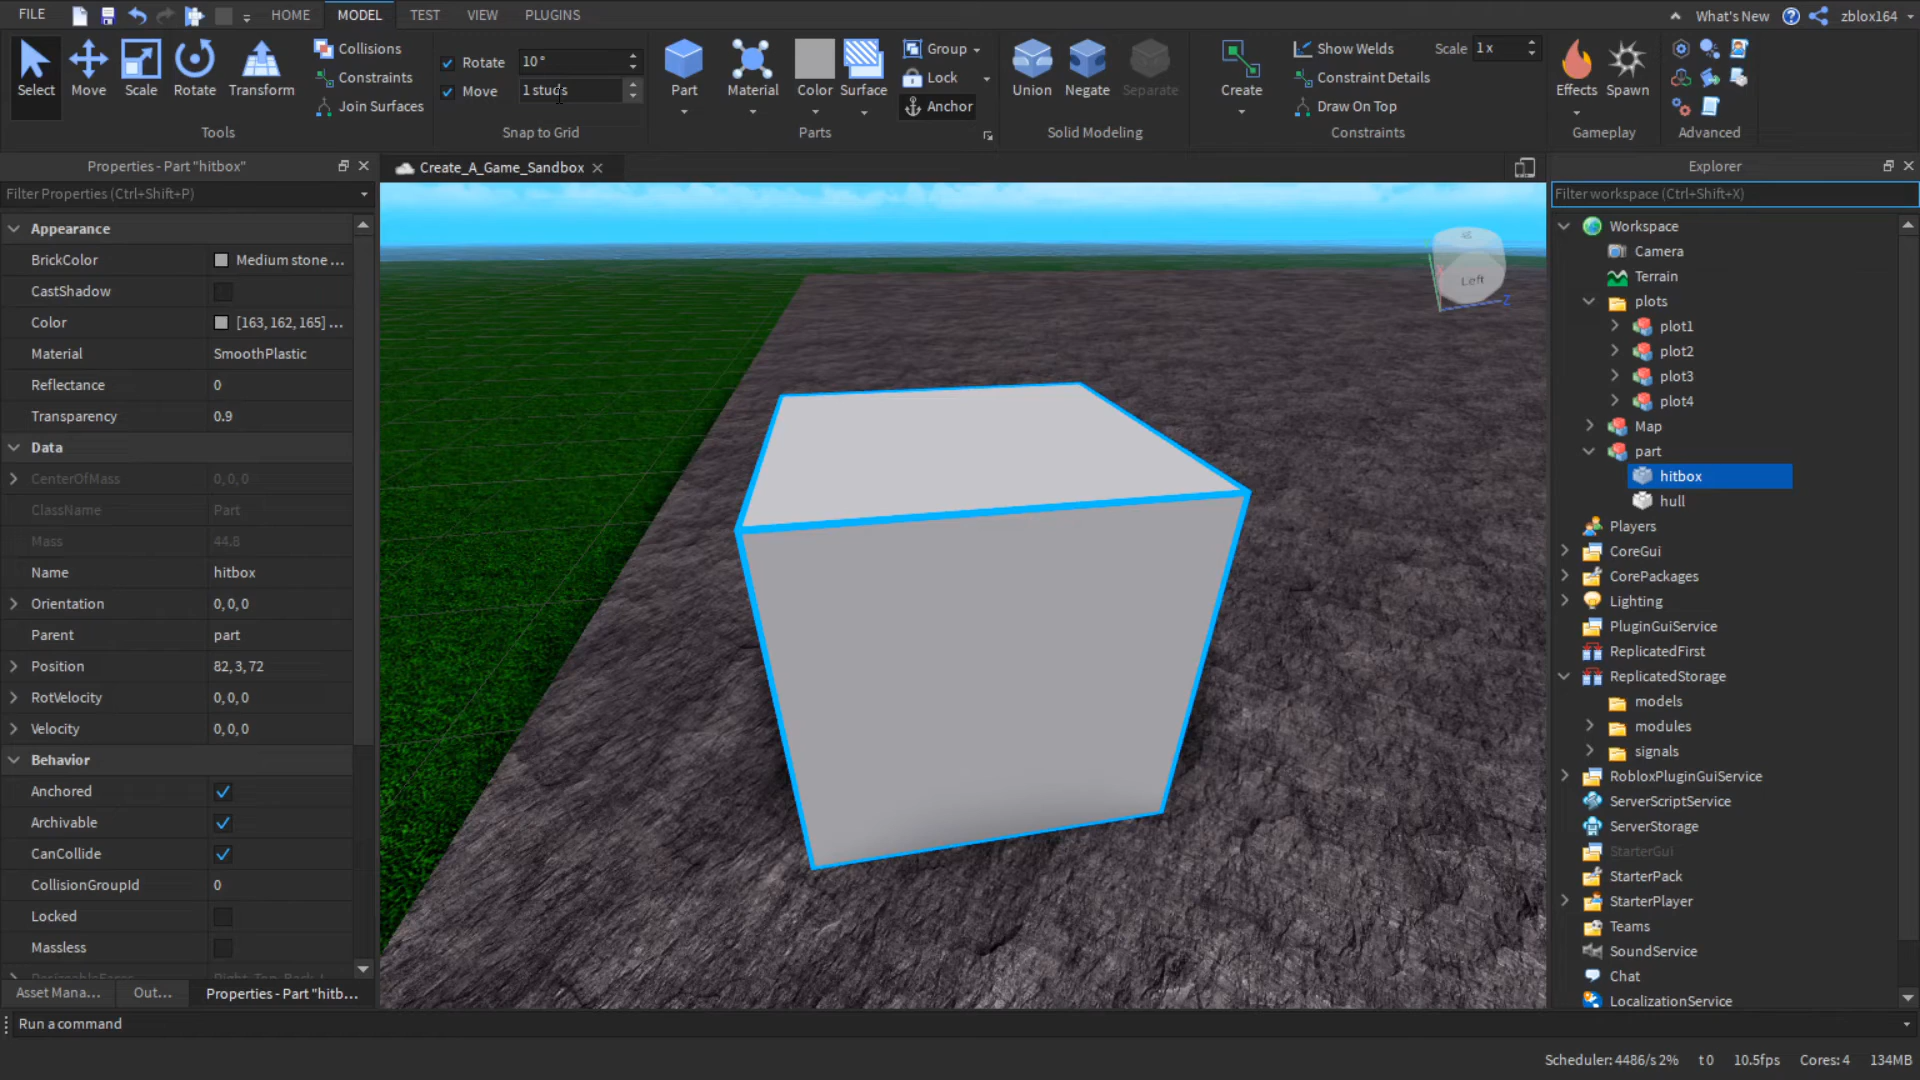 FILE HOME MODEL TEST VIEW PLUGINS What's New zblox164
Select Move Scale Rotate Transform
Collisions
Constraints
Join Surfaces
Tools
Rotate 10°
Move 1 studs
Snap to Grid
Part Material Color Surface
Group
Lock
Anchor
Parts
Union Negate Separate
Solid Modeling
Create
Show Welds Scale 1 x
Constraint Details
Draw On Top
Constraints
Effects Spawn
Gameplay
Advanced
Properties - Part "hitbox"
Filter Properties (Ctrl+Shift+P)
Appearance
BrickColor Medium stone ...
CastShadow
Color [163, 162, 165] ...
Material SmoothPlastic
Reflectance 0
Transparency 0.9
Data
CenterOfMass 0, 0, 0
ClassName Part
Mass 44.8
Name hitbox
Orientation 0, 0, 0
Parent part
Position 82, 3, 72
RotVelocity 0, 0, 0
Velocity 0, 0, 0
Behavior
Anchored
Archivable
CanCollide
CollisionGroupId 0
Locked
Massless
Asset Mana... Out... Properties - Part "hitb...
Create_A_Game_Sandbox
Left
Z
Explorer
Filter workspace (Ctrl+Shift+X)
Workspace
Camera
Terrain
plots
plot1
plot2
plot3
plot4
Map
part
hitbox
hull
Players
CoreGui
CorePackages
Lighting
PluginGuiService
ReplicatedFirst
ReplicatedStorage
models
modules
signals
RobloxPluginGuiService
ServerScriptService
ServerStorage
StarterGui
StarterPack
StarterPlayer
Teams
SoundService
Chat
LocalizationService
Run a command
Scheduler: 4486/s 2% t 0 10.5fps Cores: 4 134MB